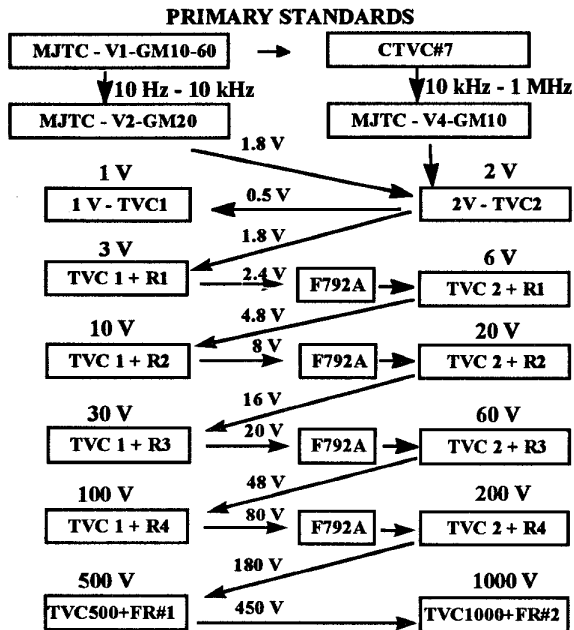 PRIMARY STANDARDS
MJTC - V1-GM10-60
CTVC#7
10 Hz - 10 kHz
10 kHz - 1 MHz
MJTC - V2-GM20
MJTC - V4-GM10
1.8 V
1 V
2 V
1 V - TVC1
0.5 V
2V - TVC2
1.8 V
3 V
6 V
TVC 1 + R1
2.4 V
F792A
TVC 2 + R1
4.8 V
10 V
20 V
TVC 1 + R2
8 V
F792A
TVC 2 + R2
16 V
30 V
60 V
TVC 1 + R3
20 V
F792A
TVC 2 + R3
48 V
100 V
200 V
TVC 1 + R4
80 V
F792A
TVC 2 + R4
180 V
500 V
1000 V
TVC500+FR#1
450 V
TVC1000+FR#2